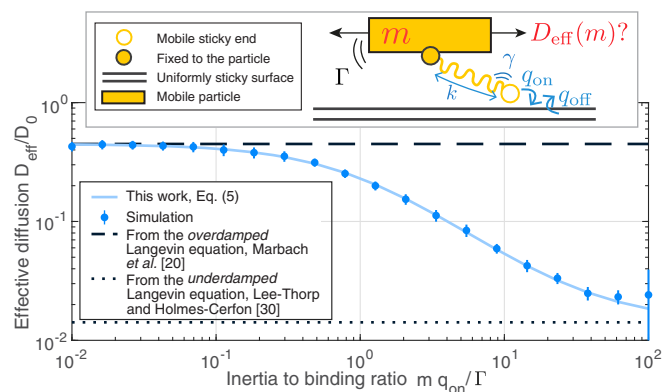 Mobile sticky end
Fixed to the particle
Uniformly sticky surface
Mobile particle
m
D_eff(m)?
Γ
γ
k
q_on
q_off
Effective diffusion D_eff/D_0
10^0
10^-1
10^-2
This work, Eq. (5)
Simulation
From the overdamped
Langevin equation, Marbach
et al. [20]
From the underdamped
Langevin equation, Lee-Thorp
and Holmes-Cerfon [30]
10^-2 10^-1 10^0 10^1 10^2
Inertia to binding ratio m q_on/Γ